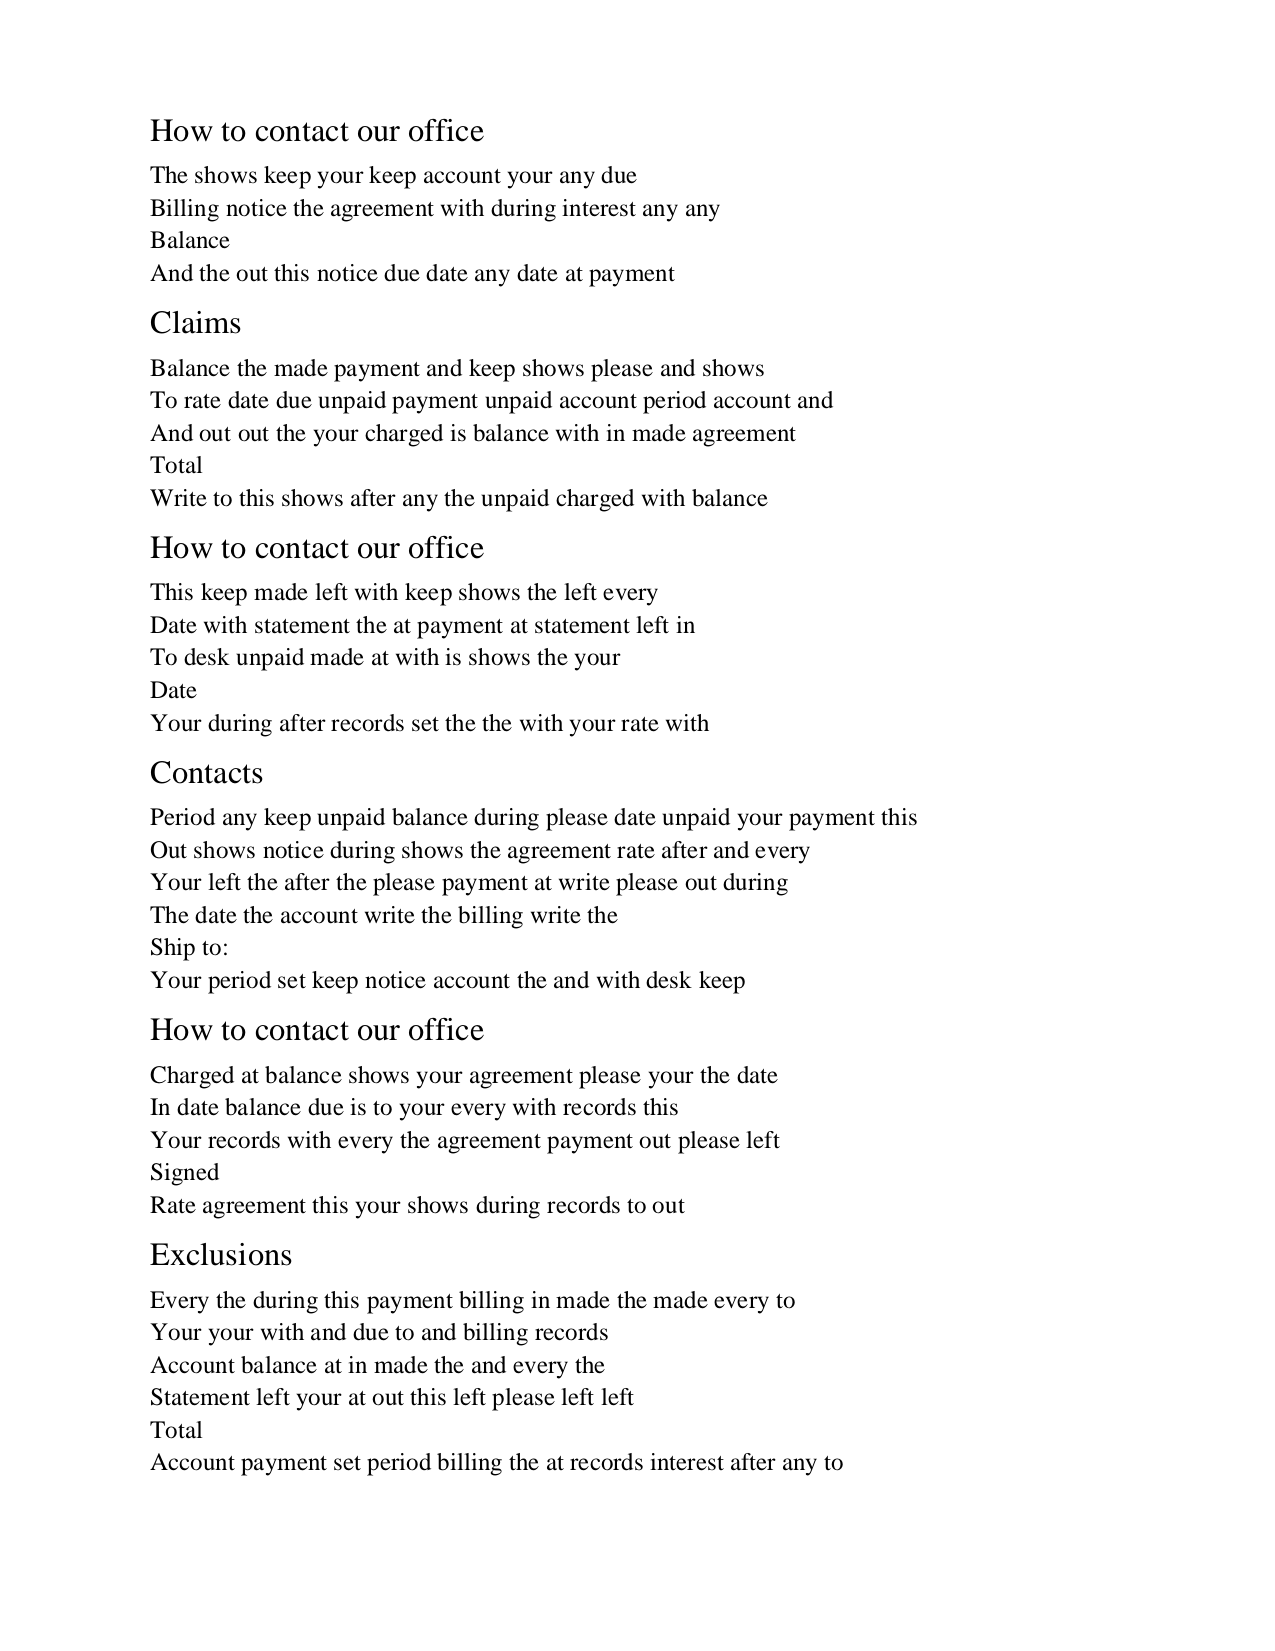 How to contact our office
The shows keep your keep account your any due
Billing notice the agreement with during interest any any
Balance
And the out this notice due date any date at payment
Claims
Balance the made payment and keep shows please and shows
To rate date due unpaid payment unpaid account period account and
And out out the your charged is balance with in made agreement
Total
Write to this shows after any the unpaid charged with balance
How to contact our office
This keep made left with keep shows the left every
Date with statement the at payment at statement left in
To desk unpaid made at with is shows the your
Date
Your during after records set the the with your rate with
Contacts
Period any keep unpaid balance during please date unpaid your payment this
Out shows notice during shows the agreement rate after and every
Your left the after the please payment at write please out during
The date the account write the billing write the
Ship to:
Your period set keep notice account the and with desk keep
How to contact our office
Charged at balance shows your agreement please your the date
In date balance due is to your every with records this
Your records with every the agreement payment out please left
Signed
Rate agreement this your shows during records to out
Exclusions
Every the during this payment billing in made the made every to
Your your with and due to and billing records
Account balance at in made the and every the
Statement left your at out this left please left left
Total
Account payment set period billing the at records interest after any to